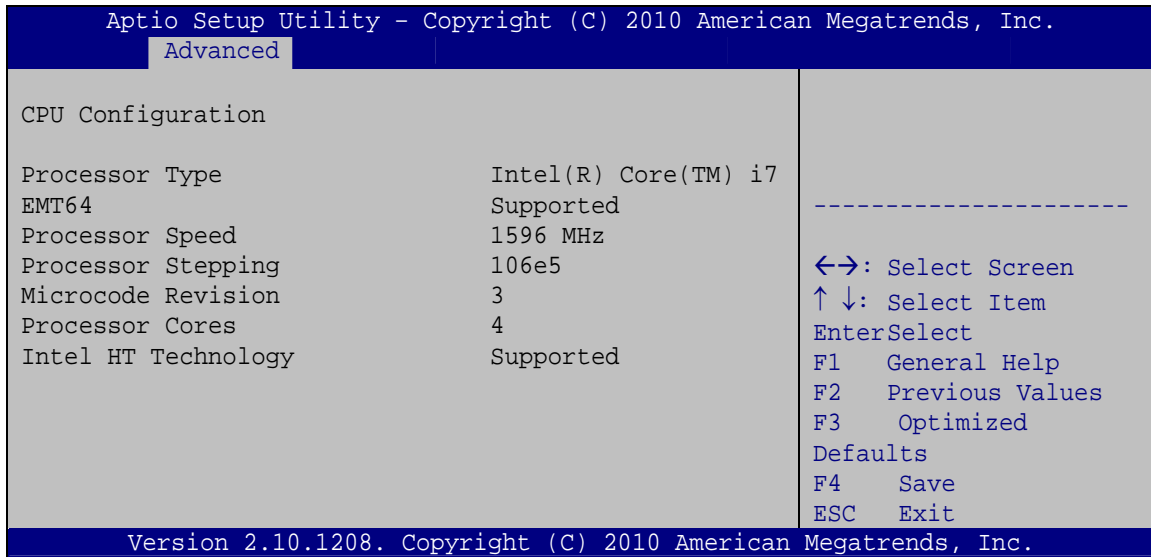 Aptio Setup Utility – Copyright (C) 2010 American Megatrends, Inc.
Advanced
CPU Configuration
Processor Type Intel(R) Core(TM) i7
EMT64 Supported
Processor Speed 1596 MHz
Processor Stepping 106e5
Microcode Revision 3
Processor Cores 4
Intel HT Technology Supported
----------------------
←→: Select Screen
↑ ↓: Select Item
EnterSelect
F1 General Help
F2 Previous Values
F3 Optimized
Defaults
F4 Save
ESC Exit
Version 2.10.1208. Copyright (C) 2010 American Megatrends, Inc.